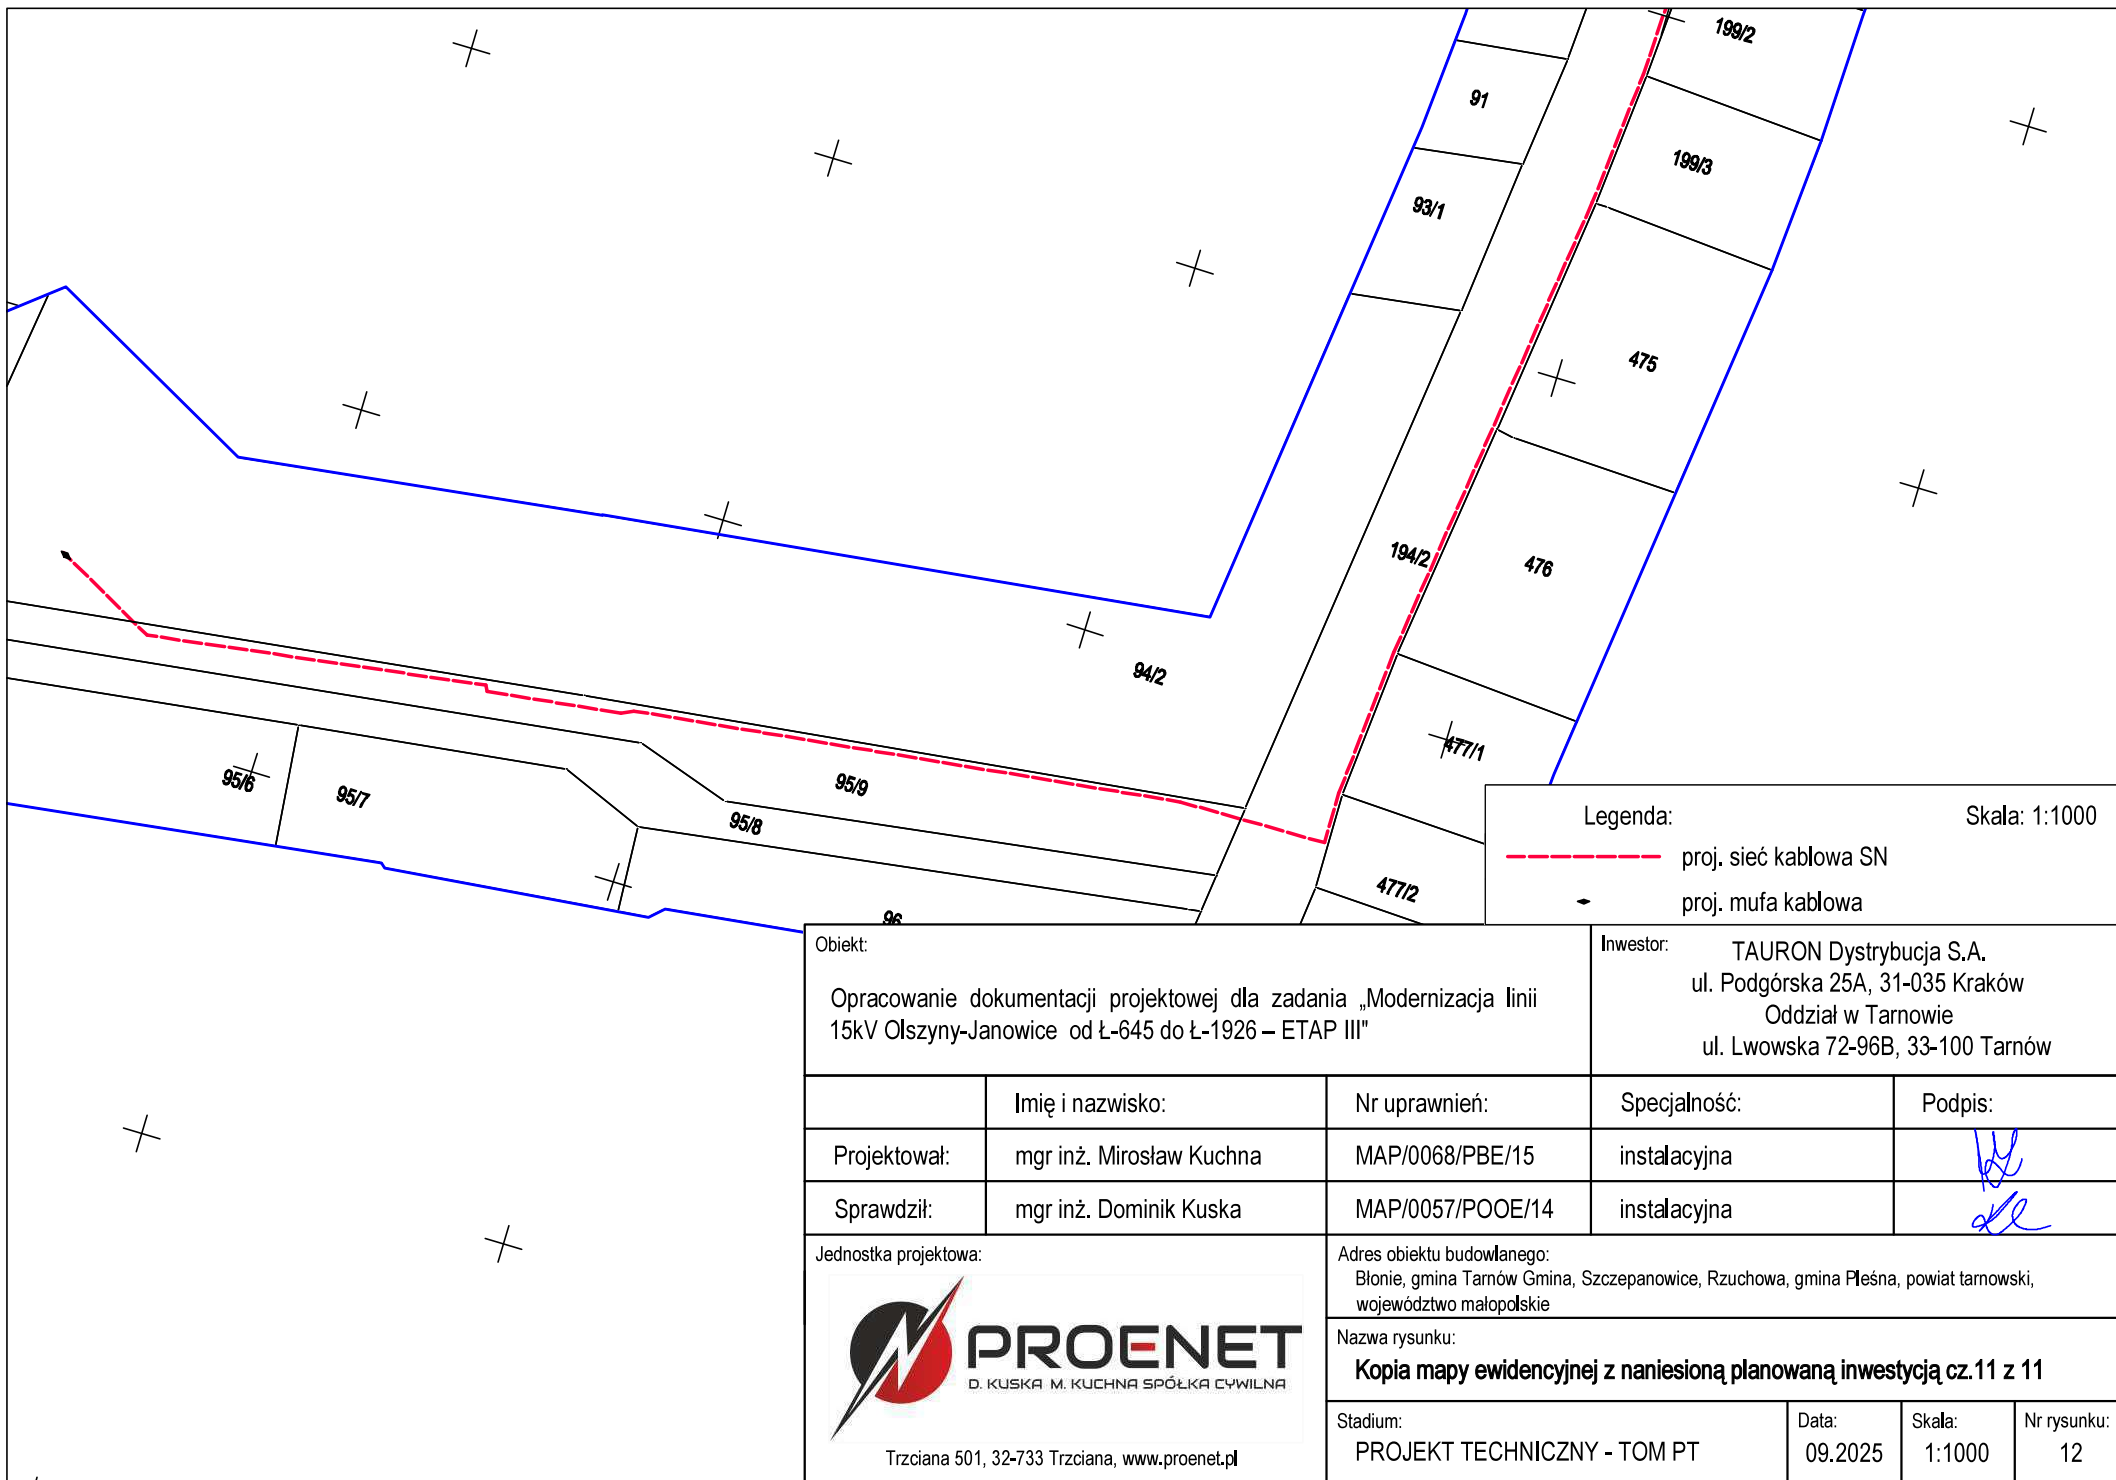 199/2
91
199/3
93/1
475
194/2
476
94/2
477/1
95/6
95/7
95/9
95/8
477/2
96
Legenda: Skala: 1:1000
proj. sieć kablowa SN
proj. mufa kablowa
Obiekt:
Opracowanie dokumentacji projektowej dla zadania „Modernizacja linii
15kV Olszyny-Janowice od Ł-645 do Ł-1926 – ETAP III"
Inwestor:
TAURON Dystrybucja S.A.
ul. Podgórska 25A, 31-035 Kraków
Oddział w Tarnowie
ul. Lwowska 72-96B, 33-100 Tarnów
Imię i nazwisko: Nr uprawnień: Specjalność: Podpis:
Projektował: mgr inż. Mirosław Kuchna MAP/0068/PBE/15 instalacyjna
Sprawdził: mgr inż. Dominik Kuska MAP/0057/POOE/14 instalacyjna
Jednostka projektowa:
PROENET
D. KUSKA M. KUCHNA SPÓŁKA CYWILNA
Trzciana 501, 32-733 Trzciana, www.proenet.pl
Adres obiektu budowlanego:
Błonie, gmina Tarnów Gmina, Szczepanowice, Rzuchowa, gmina Pleśna, powiat tarnowski,
województwo małopolskie
Nazwa rysunku:
Kopia mapy ewidencyjnej z naniesioną planowaną inwestycją cz.11 z 11
Stadium:
PROJEKT TECHNICZNY - TOM PT
Data:
09.2025
Skala:
1:1000
Nr rysunku:
12